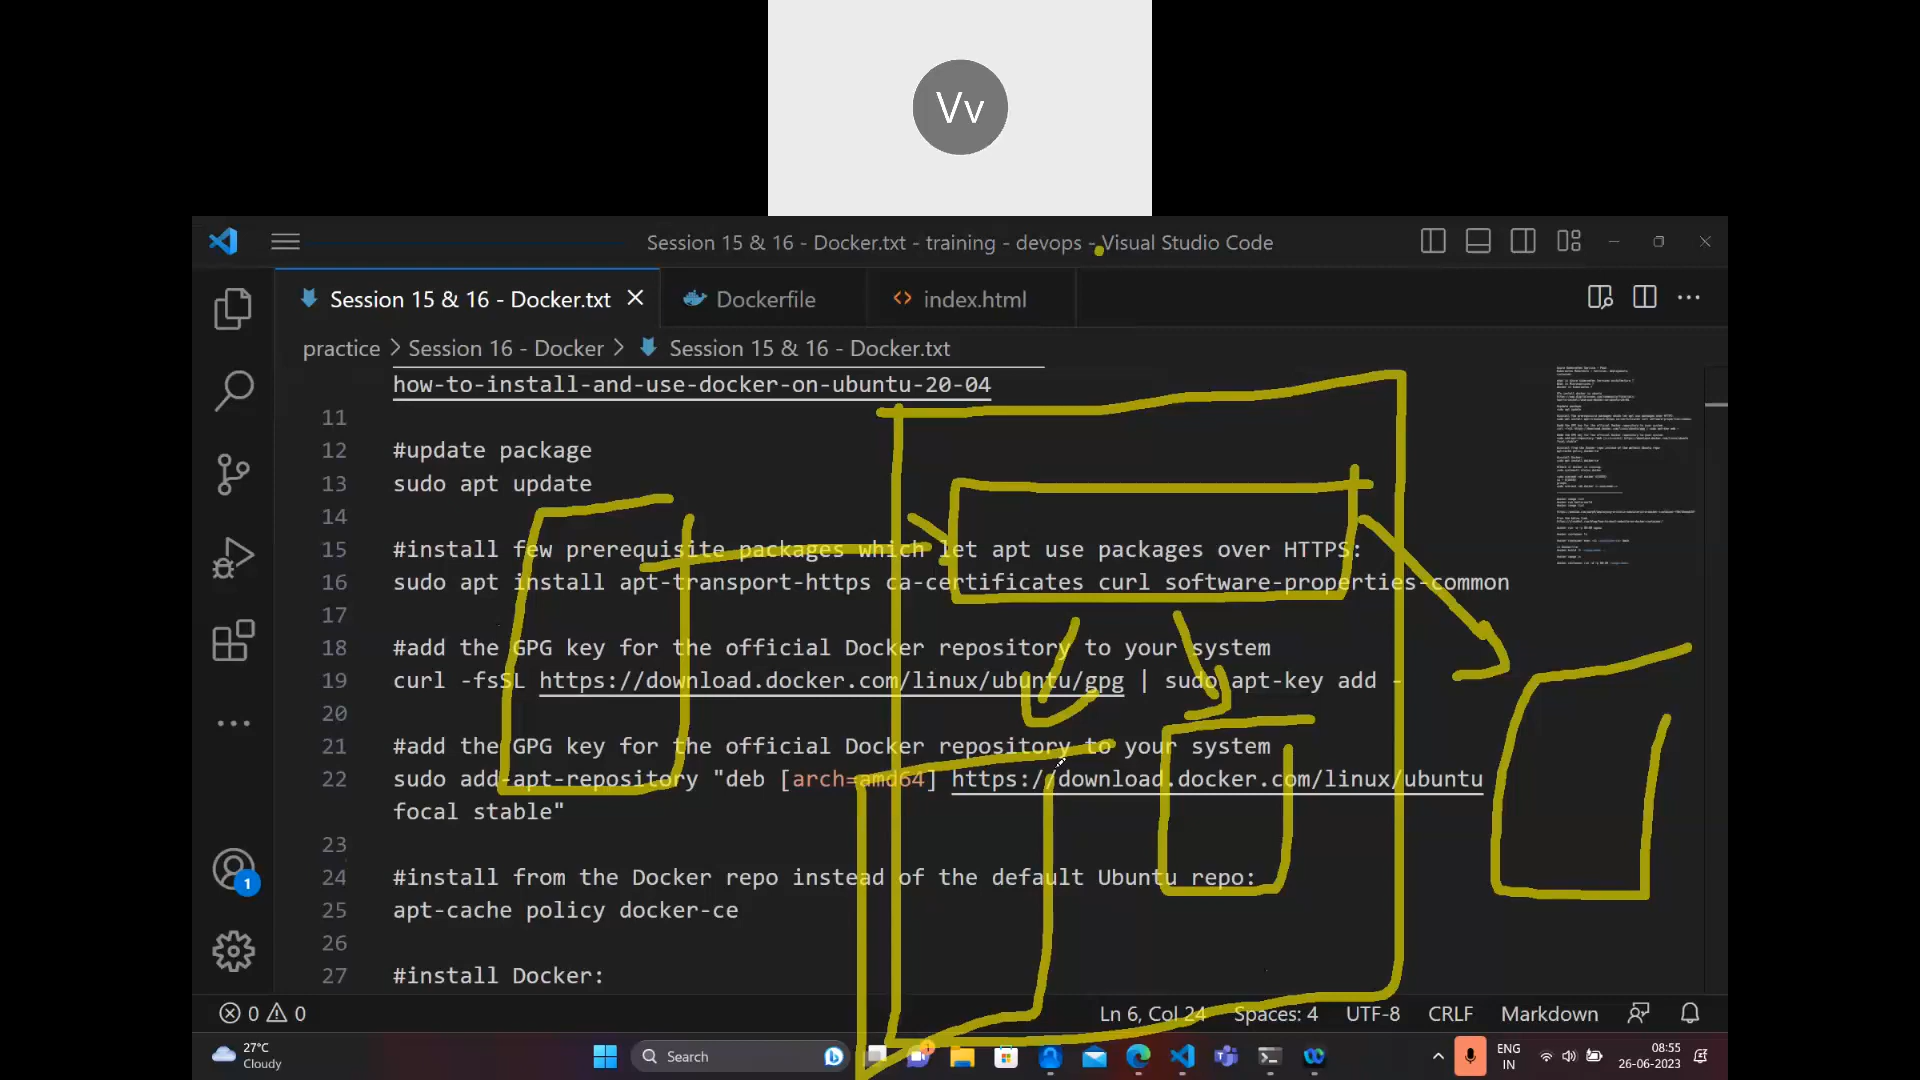 Vv
Session 15 & 16 - Docker.txt - training - devops - Visual Studio Code
Session 15 & 16 - Docker.txt
Dockerfile
<> index.html
practice > Session 16 - Docker > Session 15 & 16 - Docker.txt
how-to-install-and-use-docker-on-ubuntu-20-04
11
12 #update package
13 sudo apt update
14
15 #install few prerequisite packages which let apt use packages over HTTPS:
16 sudo apt install apt-transport-https ca-certificates curl software-properties-common
17
18 #add the GPG key for the official Docker repository to your system
19 curl -fsSL https://download.docker.com/linux/ubuntu/gpg | sudo apt-key add -
20
21 #add the GPG key for the official Docker repository to your system
22 sudo add-apt-repository "deb [arch=amd64] https://download.docker.com/linux/ubuntu
focal stable"
23
24 #install from the Docker repo instead of the default Ubuntu repo:
25 apt-cache policy docker-ce
26
27 #install Docker:
1
0 0
Ln 6, Col 24
Spaces: 4
UTF-8
CRLF
Markdown
27°C
Cloudy
Search
1
ENG
IN
08:55
26-06-2023